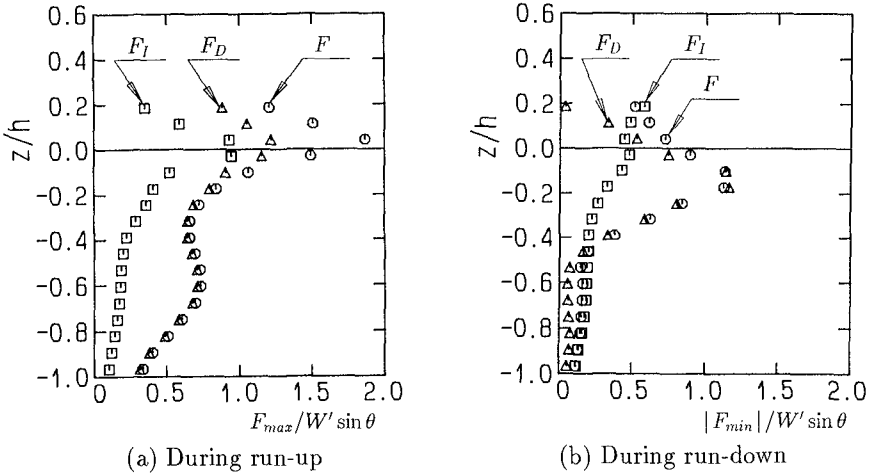 0.6 0.6
F_I F_D F F_D F_I
0.4 0.4
0.2 0.2 F
z/h 0.0 z/h 0.0
-0.2 -0.2
-0.4 -0.4
-0.6 -0.6
-0.8 -0.8
-1.0 -1.0
0 0.5 1.0 1.5 2.0 0 0.5 1.0 1.5 2.0
F_max/W' sin θ |F_min|/W' sin θ
(a) During run-up (b) During run-down